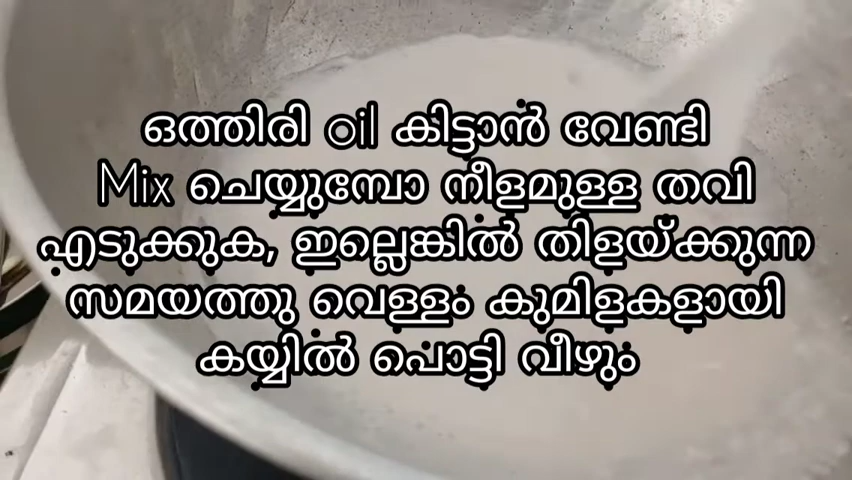 ഒത്തിരി oil കിട്ടാൻ വേണ്ടി
Mix ചെയ്യുമ്പോ നീളമുള്ള തവി
എടുക്കുക, ഇല്ലെങ്കിൽ തിളയ്ക്കുന്ന
സമയത്തു വെള്ളം കുമിളകളായി
കയ്യിൽ പൊട്ടി വീഴും